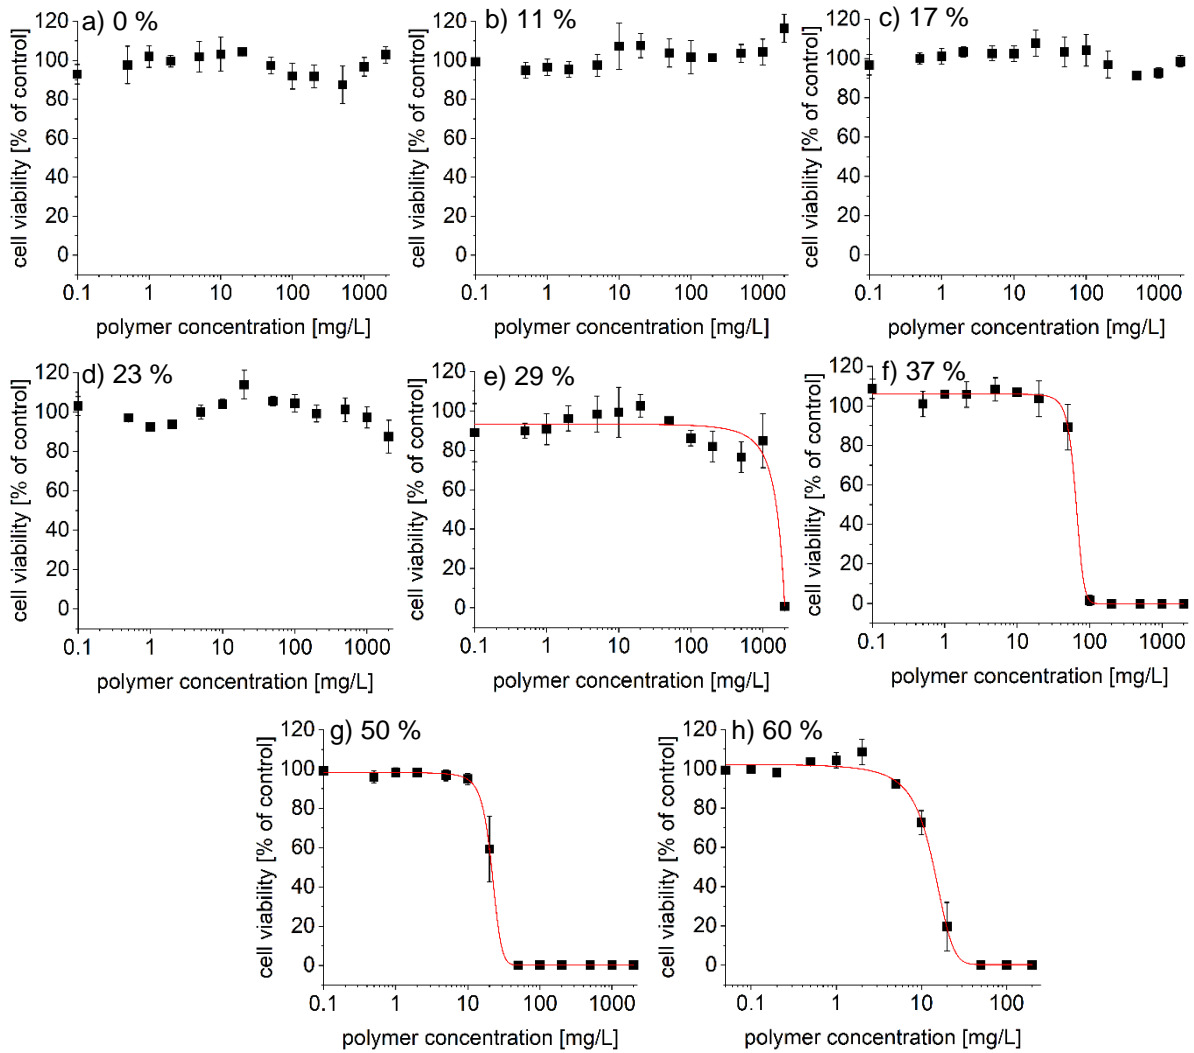 a) 0 %
cell viability [% of control]
120
100
80
60
40
20
0
0.1 1 10 100 1000
polymer concentration [mg/L]
b) 11 %
cell viability [% of control]
120
100
80
60
40
20
0
0.1 1 10 100 1000
polymer concentration [mg/L]
c) 17 %
cell viability [% of control]
120
100
80
60
40
20
0
0.1 1 10 100 1000
polymer concentration [mg/L]
d) 23 %
cell viability [% of control]
120
100
80
60
40
20
0
0.1 1 10 100 1000
polymer concentration [mg/L]
e) 29 %
cell viability [% of control]
120
100
80
60
40
20
0
0.1 1 10 100 1000
polymer concentration [mg/L]
f) 37 %
cell viability [% of control]
120
100
80
60
40
20
0
0.1 1 10 100 1000
polymer concentration [mg/L]
g) 50 %
cell viability [% of control]
120
100
80
60
40
20
0
0.1 1 10 100 1000
polymer concentration [mg/L]
h) 60 %
cell viability [% of control]
120
100
80
60
40
20
0
0.1 1 10 100
polymer concentration [mg/L]